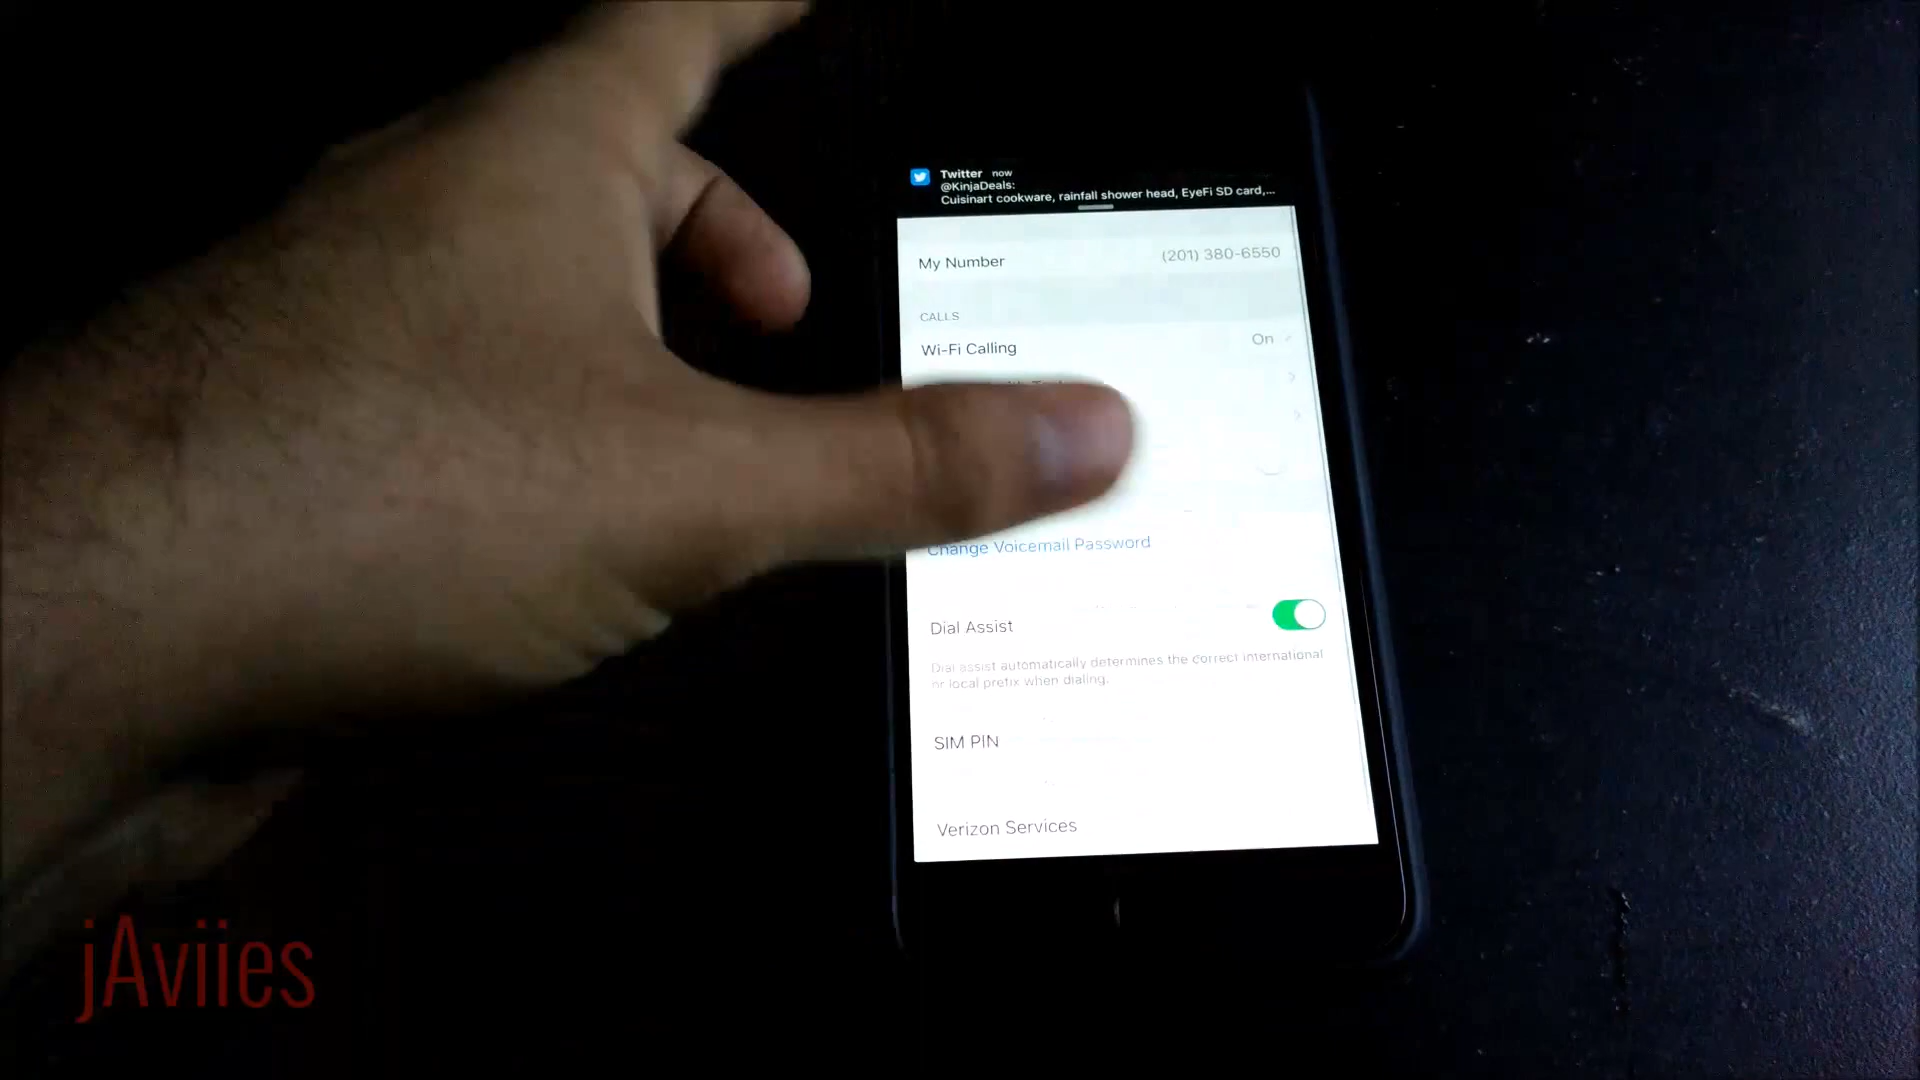 Twitter now
@KinjaDeals:
Cuisinart cookware, rainfall shower head, EyeFi SD card,...
My Number (201) 380-6550
CALLS
Wi-Fi Calling On
Change Voicemail Password
Dial Assist
Dial assist automatically determines the correct international
or local prefix when dialing.
SIM PIN
Verizon Services
jAviies